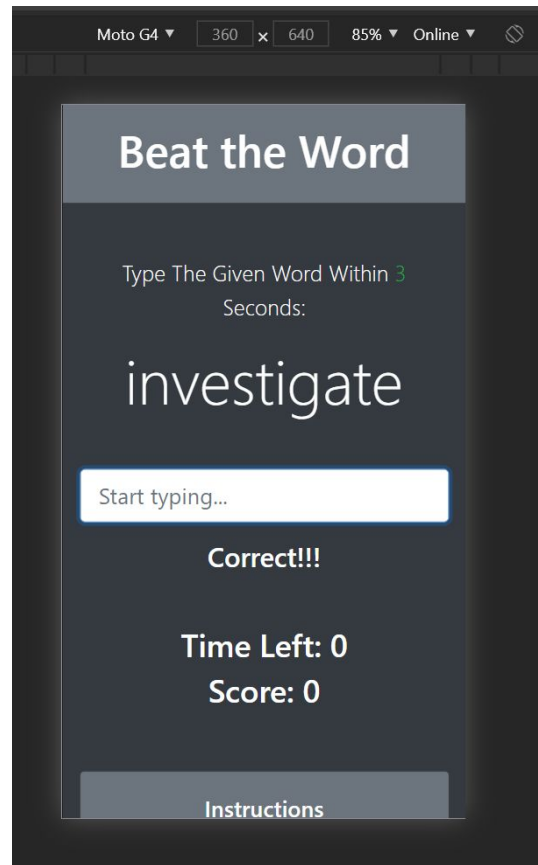 Moto G4 ▼ 360 × 640 85% ▼ Online ▼
Beat the Word
Type The Given Word Within 3
Seconds:
investigate
Start typing...
Correct!!!
Time Left: 0
Score: 0
Instructions